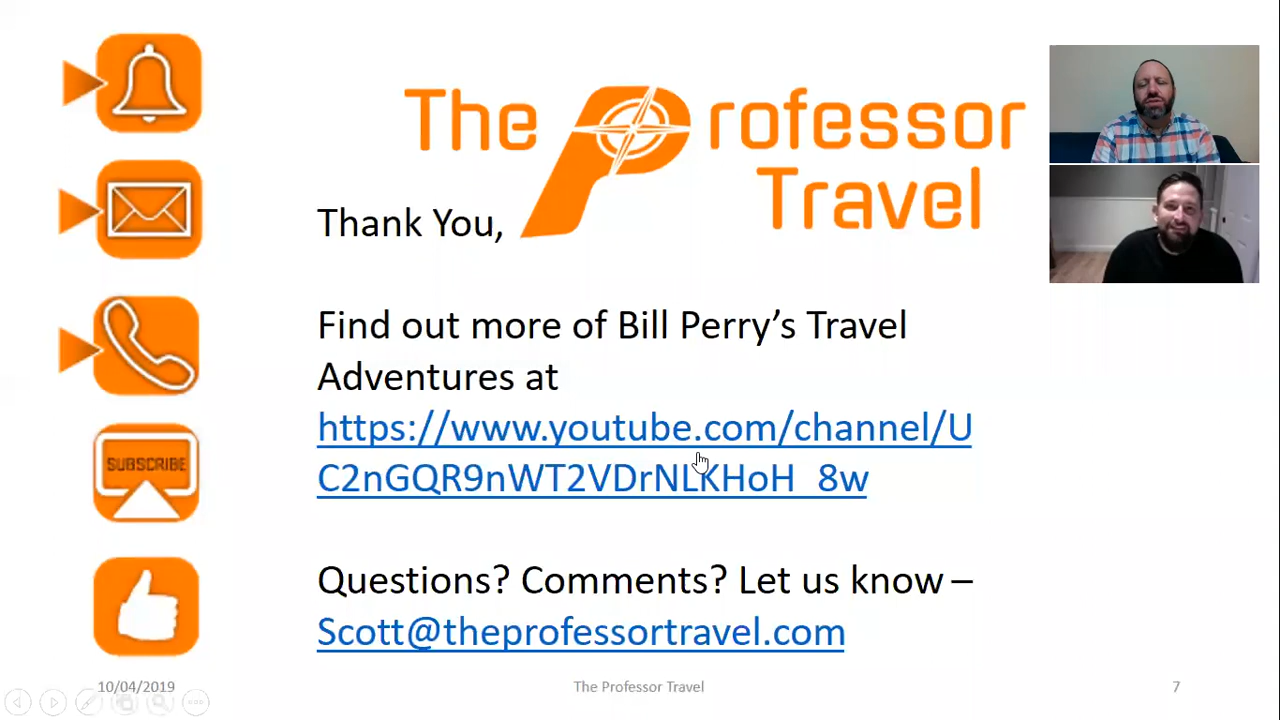 The Professor
Travel
Thank You,
Find out more of Bill Perry’s Travel
Adventures at
https://www.youtube.com/channel/U
C2nGQR9nWT2VDrNLKHoH_8w
Questions? Comments? Let us know –
Scott@theprofessortravel.com
SUBSCRIBE
10/04/2019
The Professor Travel
7